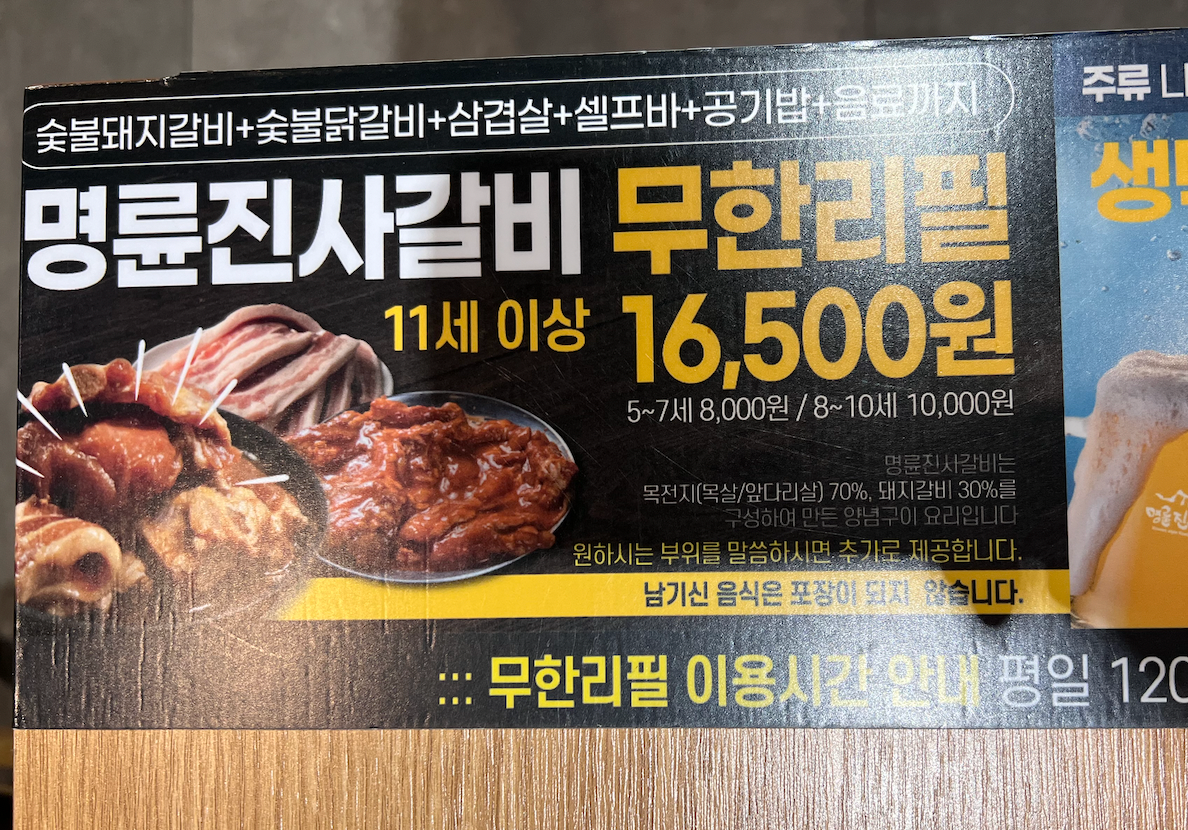 숯불돼지갈비+숯불닭갈비+삼겹살+셀프바+공기밥+음료까지
명륜진사갈비 무한리필
11세 이상 16,500원
5~7세 8,000원 / 8~10세 10,000원
명륜진사갈비는
목전지(목살/앞다리살) 70%, 돼지갈비 30%를
구성하여 만든 양념구이 요리입니다
원하시는 부위를 말씀하시면 추가로 제공합니다.
남기신 음식은 포장이 되지 않습니다.
::: 무한리필 이용시간 안내 평일 120
주류
생
명륜진